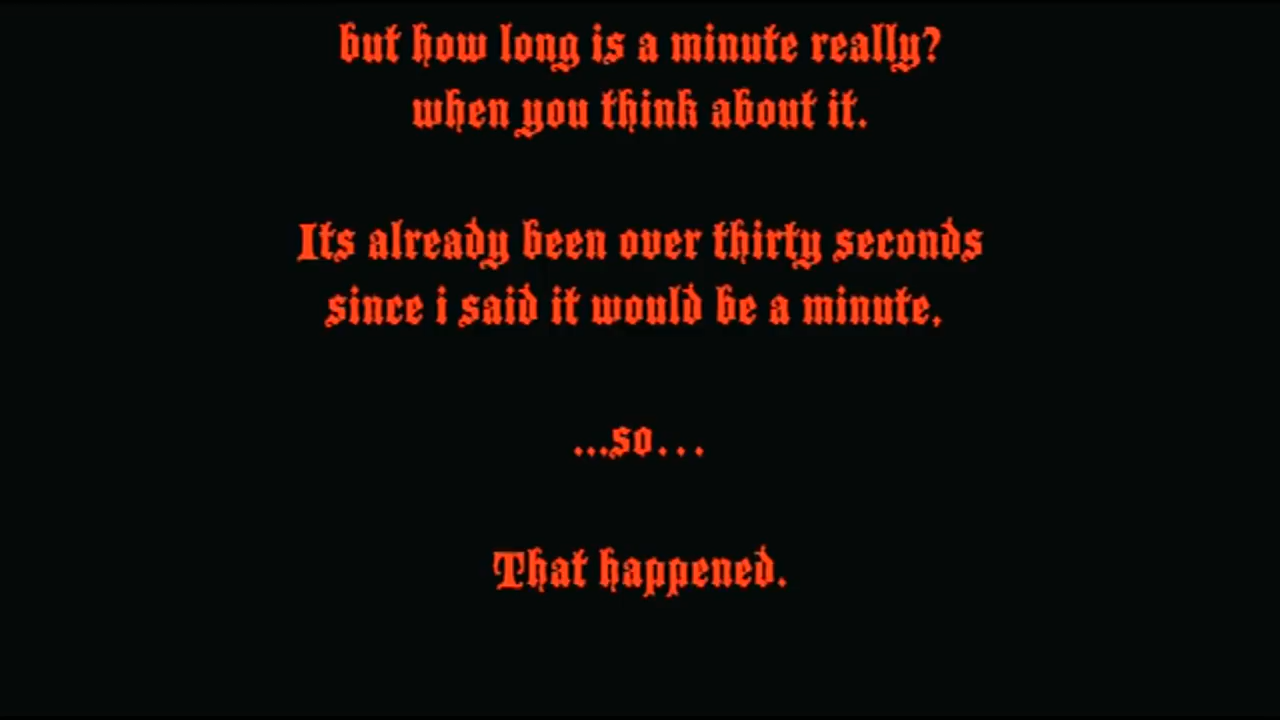 but how long is a minute really?
when you think about it.
Its already been over thirty seconds
since i said it would be a minute,
...so...
That happened.